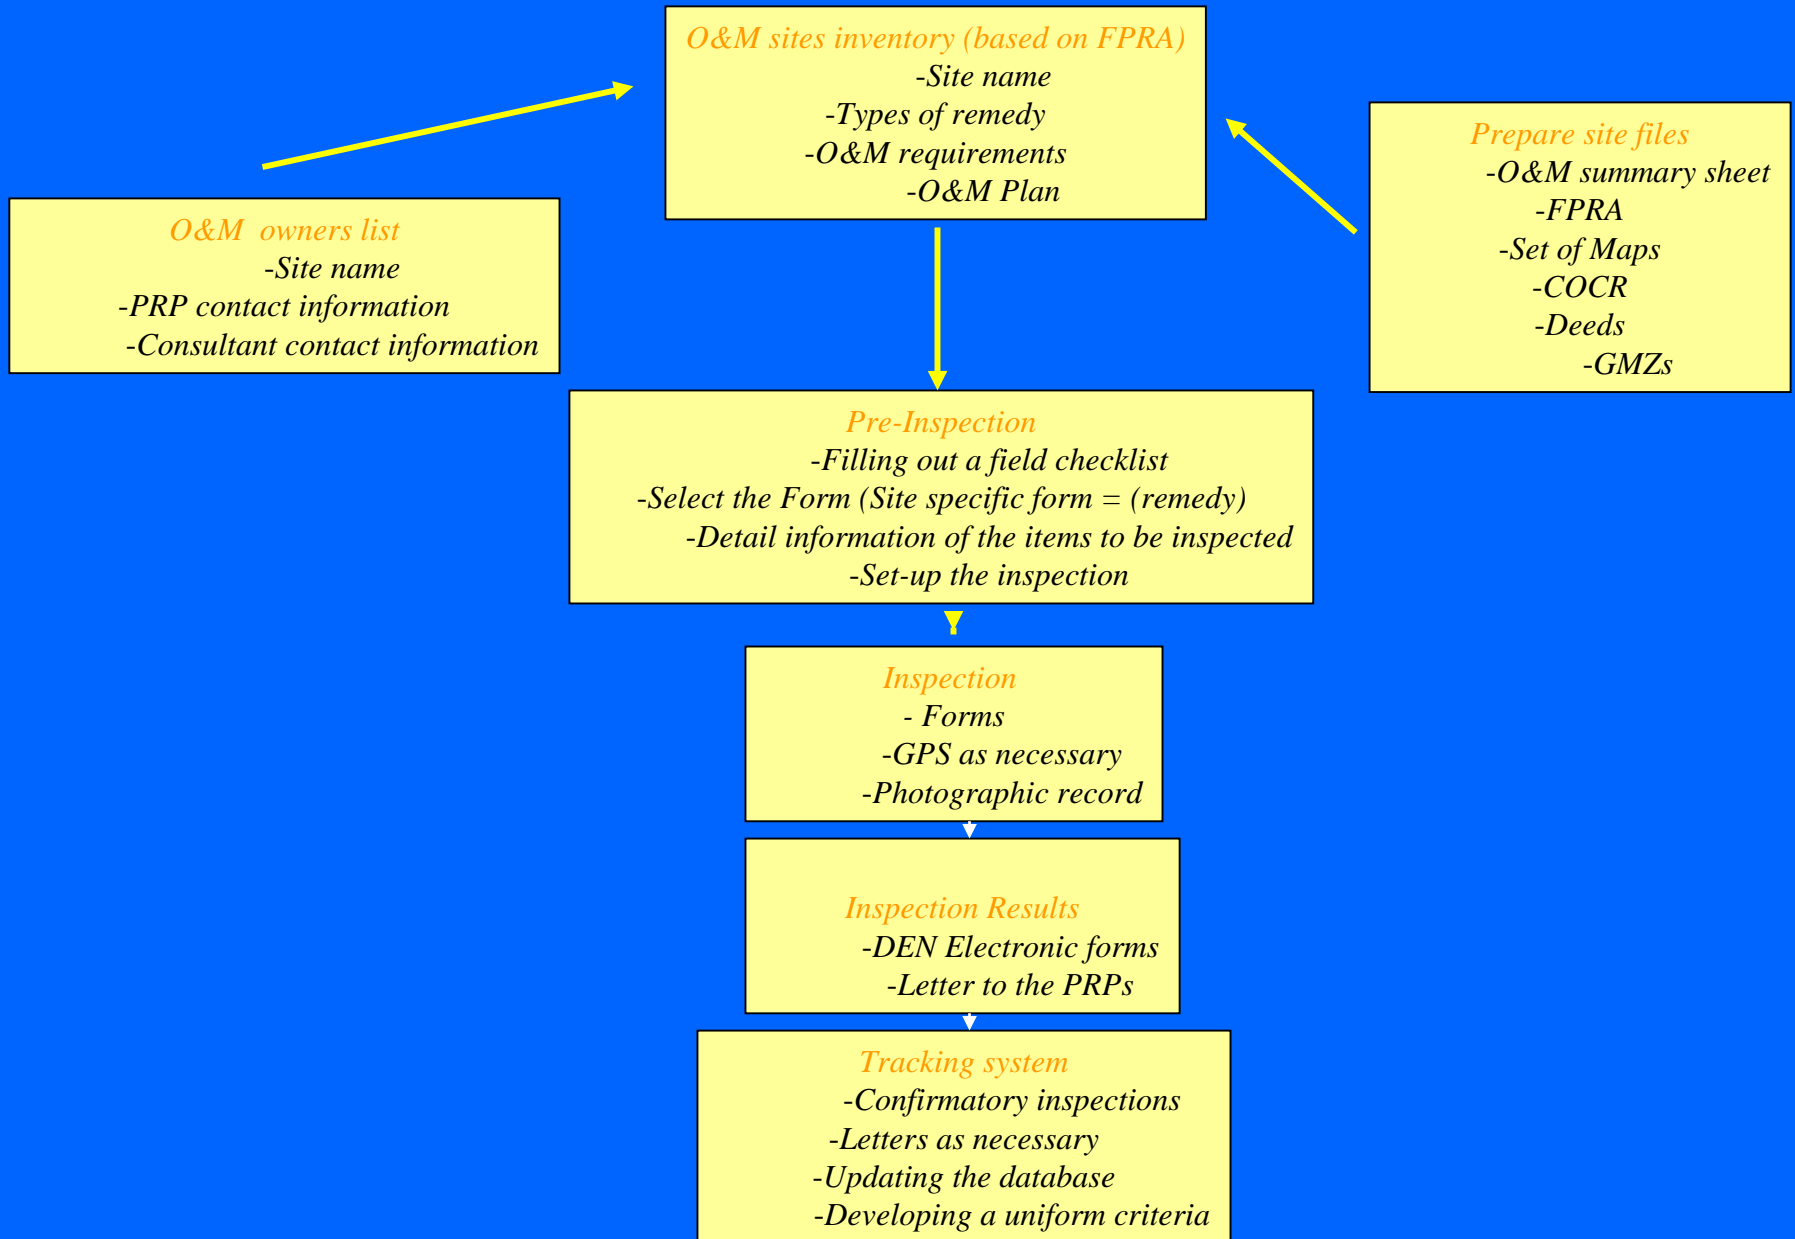 O&M sites inventory (based on FPRA)
-Site name
-Types of remedy
-O&M requirements
-O&M Plan
O&M  owners list
-Site name
-PRP contact information
-Consultant contact information
Prepare site files
-O&M summary sheet
-FPRA
-Set of Maps
-COCR
-Deeds
-GMZs
Pre-Inspection
-Filling out a field checklist
-Select the Form (Site specific form = (remedy)
-Detail information of the items to be inspected
-Set-up the inspection
Inspection
- Forms
-GPS as necessary
-Photographic record
Inspection Results
-DEN Electronic forms
-Letter to the PRPs
Tracking system
-Confirmatory inspections
-Letters as necessary
-Updating the database
-Developing a uniform criteria